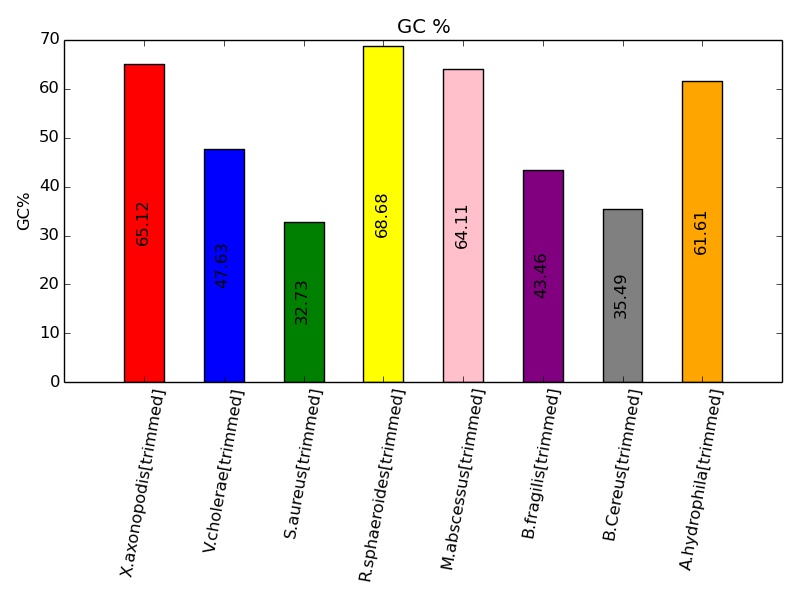 GC %
GC%
70
60
50
40
30
20
10
0
65.12
47.63
32.73
68.68
64.11
43.46
35.49
61.61
X.axonopodis[trimmed]
V.cholerae[trimmed]
S.aureus[trimmed]
R.sphaeroides[trimmed]
M.abscessus[trimmed]
B.fragilis[trimmed]
B.Cereus[trimmed]
A.hydrophila[trimmed]